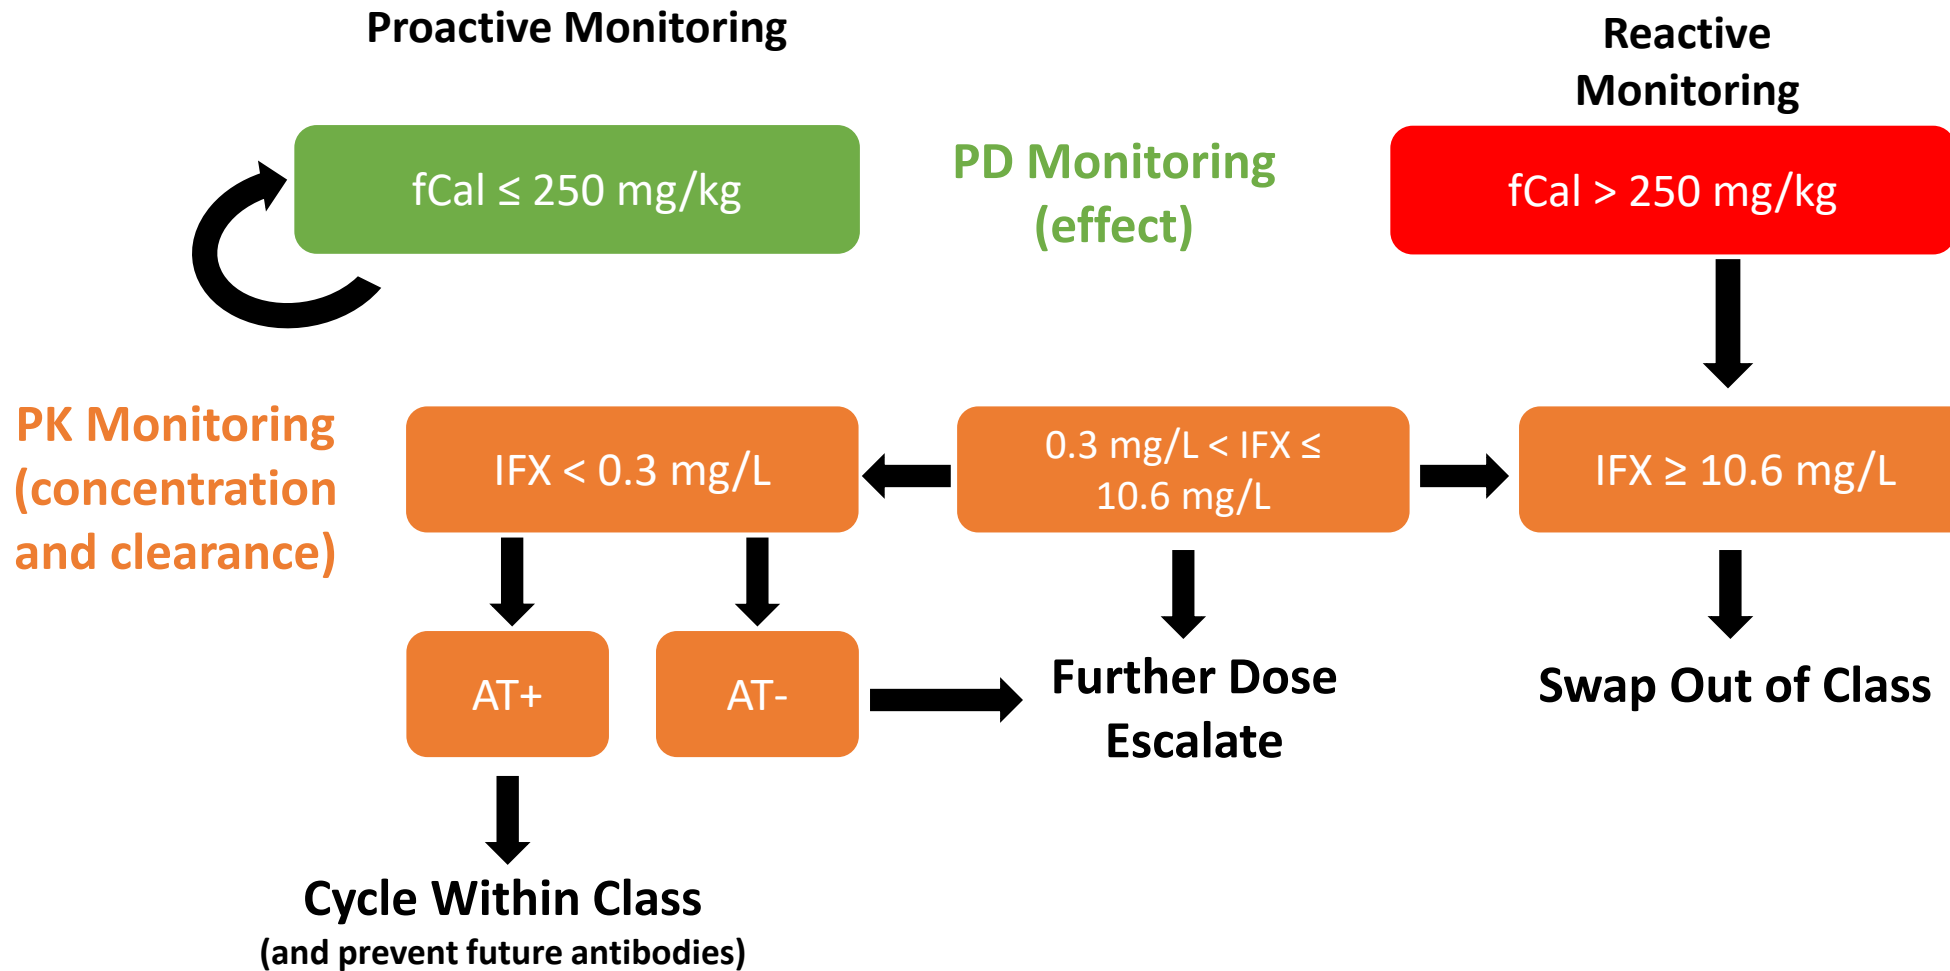 Proactive Monitoring
Reactive
Monitoring
fCal ≤ 250 mg/kg
PD Monitoring
(effect)
fCal > 250 mg/kg
PK Monitoring
(concentration
and clearance)
IFX < 0.3 mg/L
0.3 mg/L < IFX ≤
10.6 mg/L
IFX ≥ 10.6 mg/L
AT+
AT-
Further Dose
Escalate
Swap Out of Class
Cycle Within Class
(and prevent future antibodies)